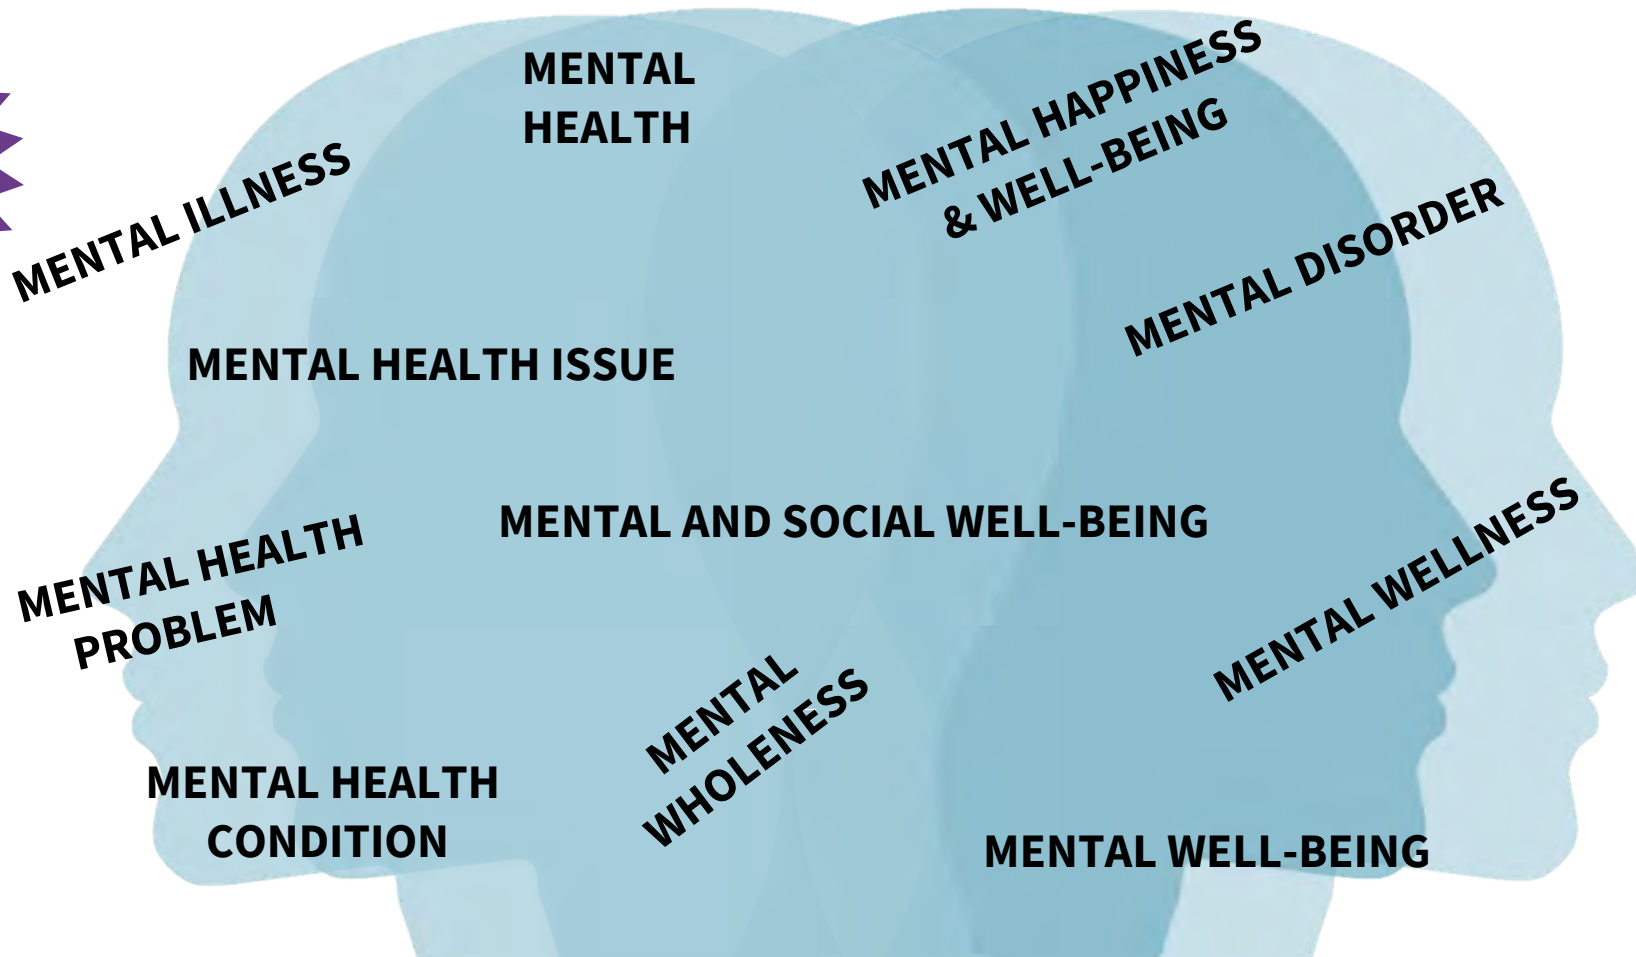 MENTAL
HEALTH
MENTAL HAPPINESS
& WELL-BEING
MENTAL ILLNESS
MENTAL DISORDER
MENTAL HEALTH ISSUE
MENTAL AND SOCIAL WELL-BEING
MENTAL HEALTH
PROBLEM
MENTAL WELLNESS
MENTAL
WHOLENESS
MENTAL HEALTH
CONDITION
MENTAL WELL-BEING